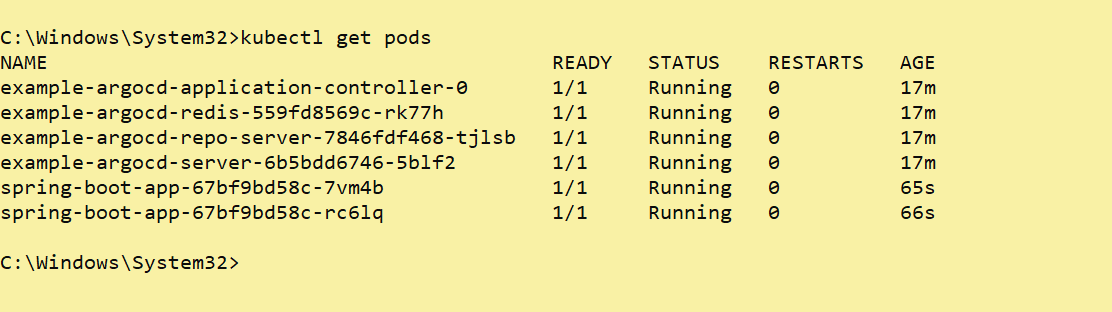 C:\Windows\System32>kubectl get pods
NAME READY STATUS RESTARTS AGE
example-argocd-application-controller-0 1/1 Running 0 17m
example-argocd-redis-559fd8569c-rk77h 1/1 Running 0 17m
example-argocd-repo-server-7846fdf468-tjlsb 1/1 Running 0 17m
example-argocd-server-6b5bdd6746-5blf2 1/1 Running 0 17m
spring-boot-app-67bf9bd58c-7vm4b 1/1 Running 0 65s
spring-boot-app-67bf9bd58c-rc6lq 1/1 Running 0 66s
C:\Windows\System32>